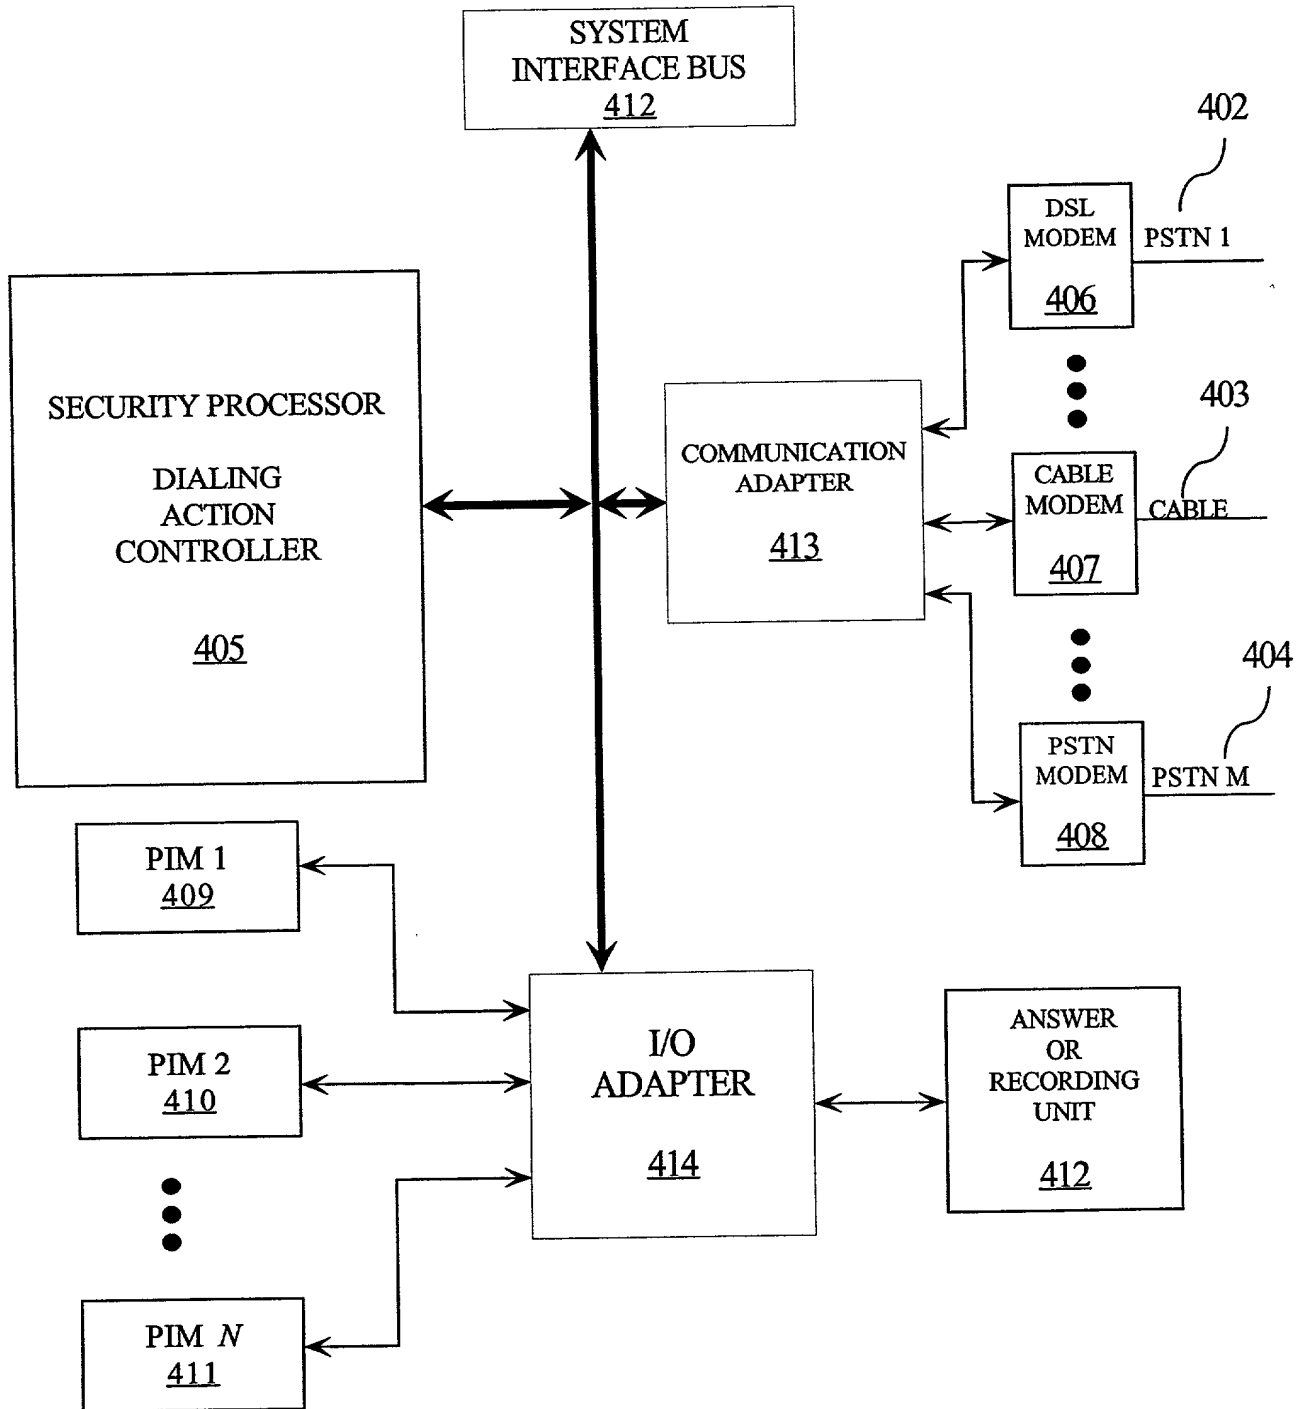 SYSTEM
INTERFACE BUS
412
402
DSL
MODEM
406
PSTN 1
SECURITY PROCESSOR
DIALING
ACTION
CONTROLLER
405
COMMUNICATION
ADAPTER
413
403
CABLE
MODEM
407
CABLE
404
PSTN
MODEM
408
PSTN M
PIM 1
409
PIM 2
410
PIM N
411
I/O
ADAPTER
414
ANSWER
OR
RECORDING
UNIT
412